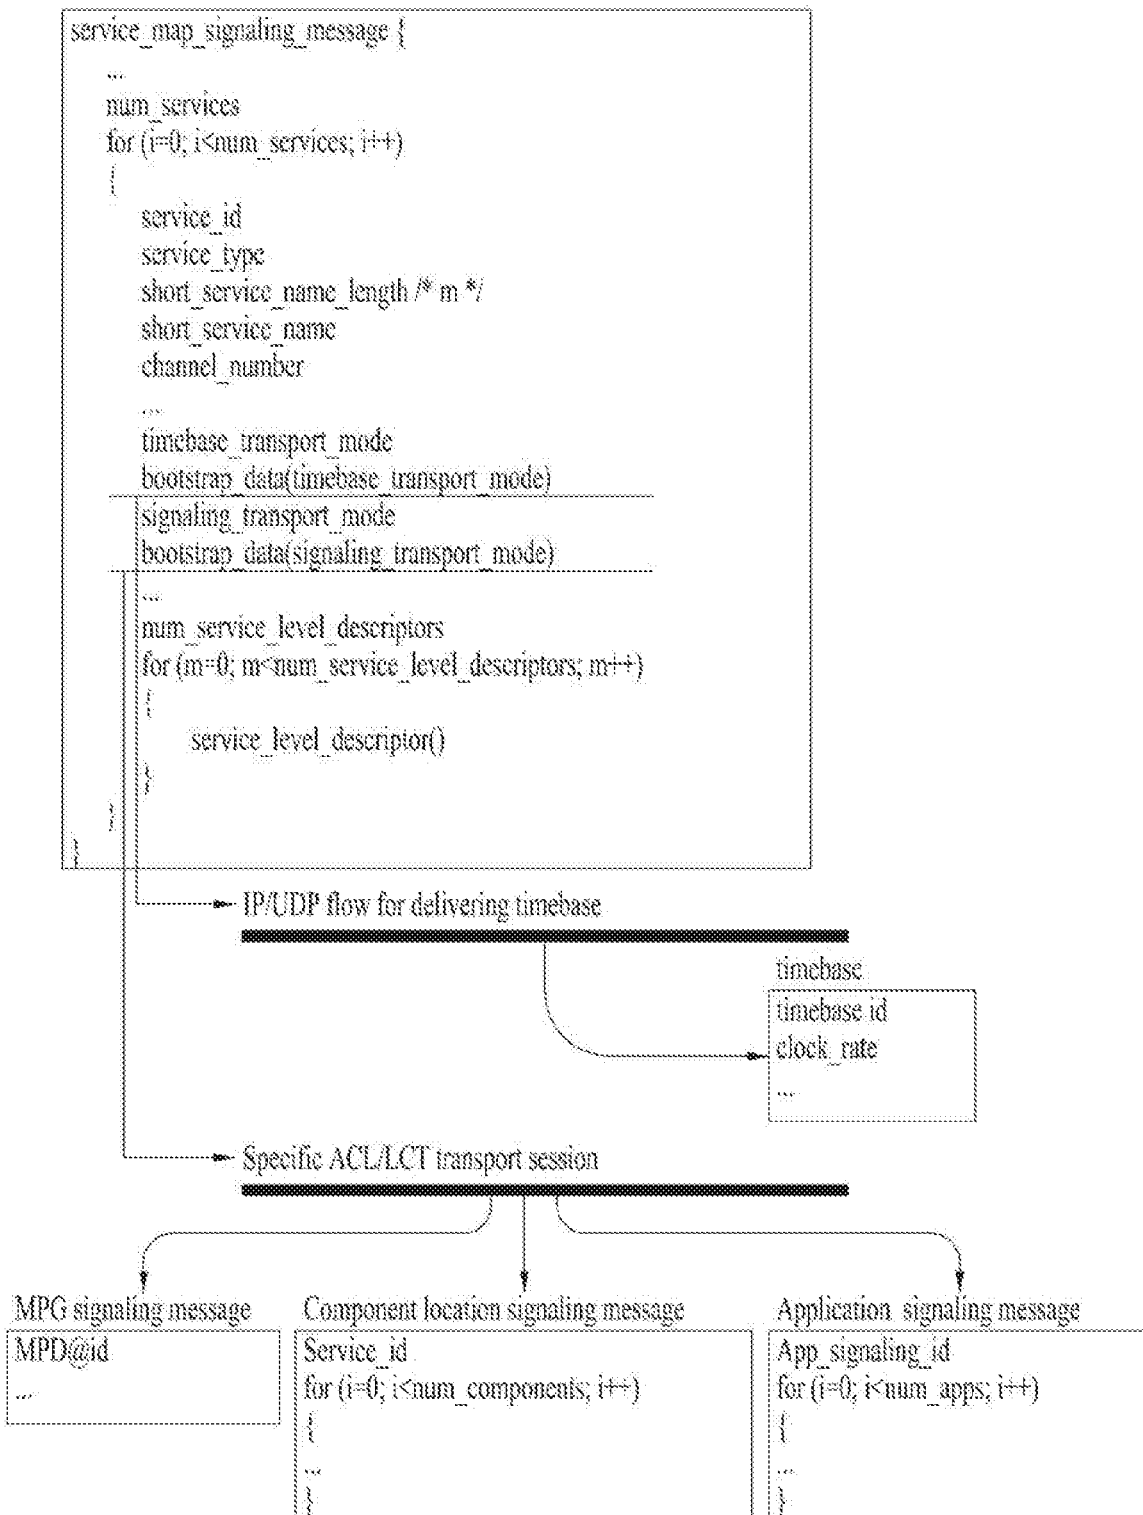 service_map_signaling_message {
...
num_services
for (i=0; i<num_services; i++)
{
service_id
service_type
short_service_name_length /* m */
short_service_name
channel_number
...
timebase_transport_mode
bootstrap_data(timebase_transport_mode)
signaling_transport_mode
bootstrap_data(signaling_transport_mode)
...
num_service_level_descriptors
for (m=0; m<num_service_level_descriptors; m++)
{
service_level_descriptor()
}
}
}
IP/UDP flow for delivering timebase
timebase
timebase id
clock_rate
...
Specific ACL/LCT transport session
MPG signaling message
MPD@id
...
Component location signaling message
Service_id
for (i=0; i<num_components; i++)
{
...
}
Application signaling message
App_signaling_id
for (i=0; i<num_apps; i++)
{
...
}